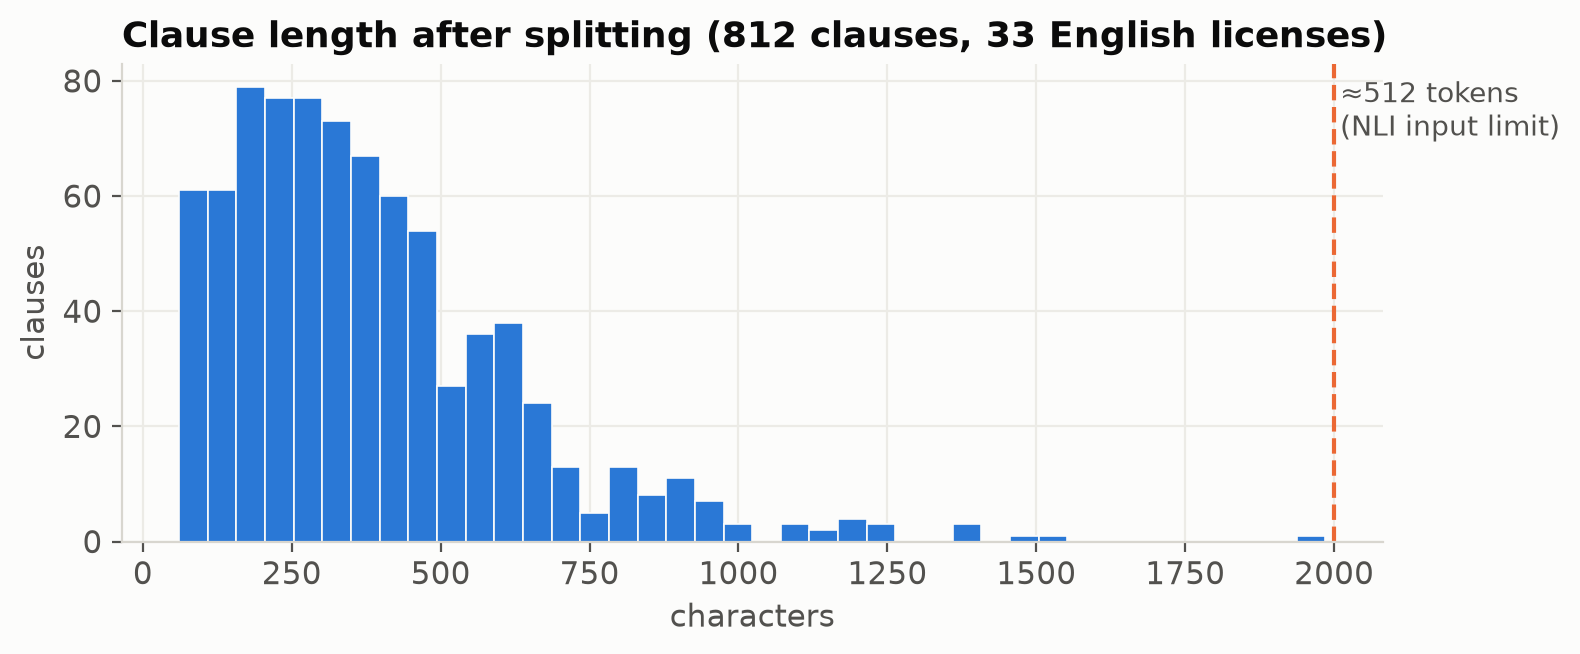 Clause length after splitting (812 clauses, 33 English licenses)
80
60
40
20
0
clauses
≈512 tokens
(NLI input limit)
0 250 500 750 1000 1250 1500 1750 2000
characters